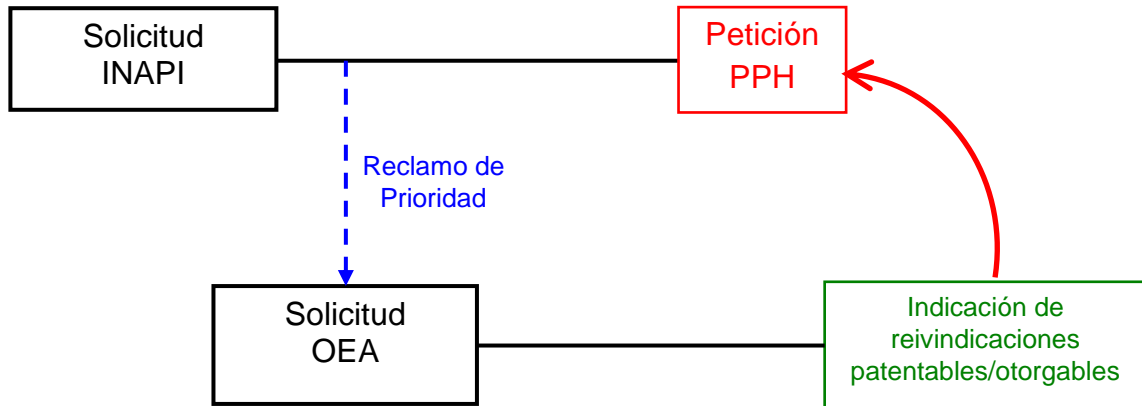 Solicitud
INAPI
Petición
PPH
Reclamo de
Prioridad
Solicitud
OEA
Indicación de
reivindicaciones
patentables/otorgables